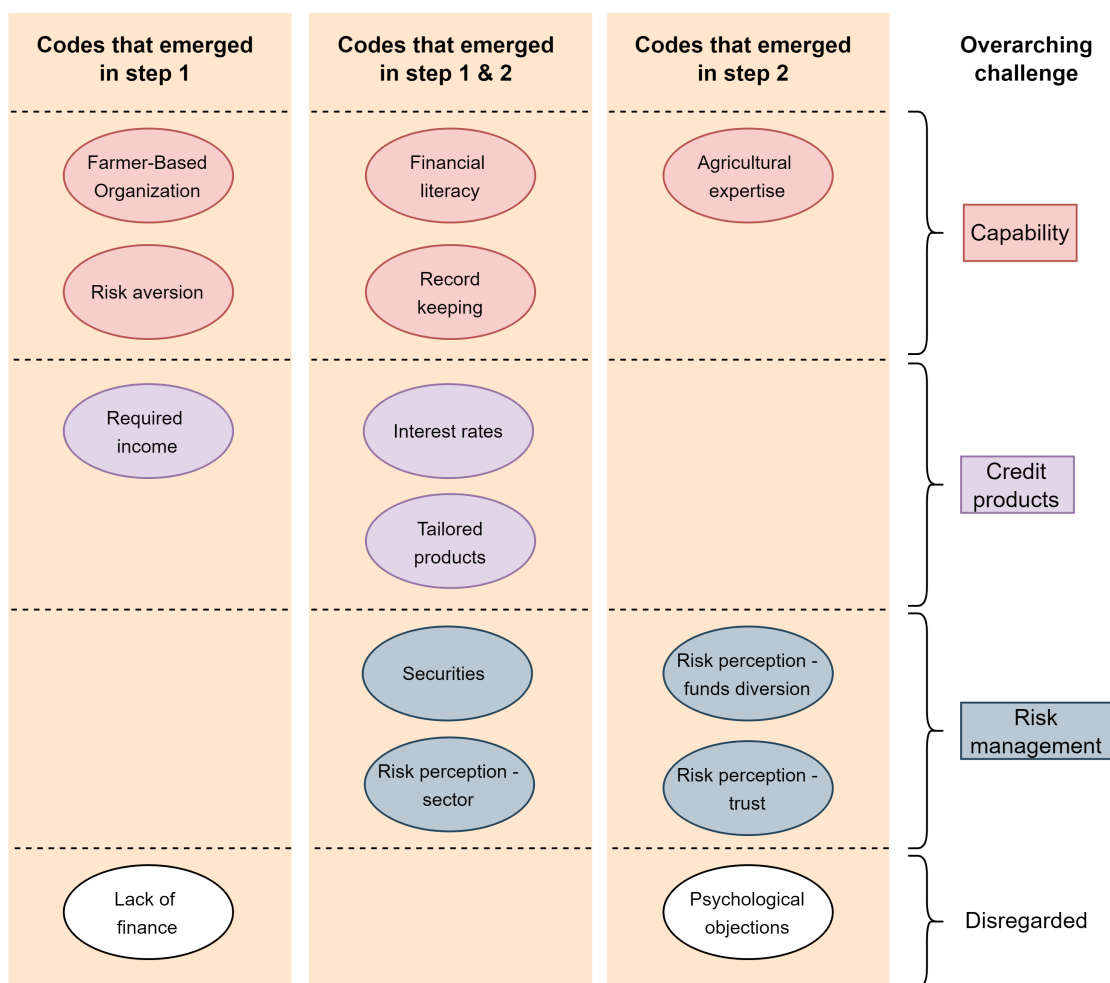 Codes that emerged
in step 1
Codes that emerged
in step 1 & 2
Codes that emerged
in step 2
Overarching
challenge
Farmer-Based
Organization
Financial
literacy
Agricultural
expertise
Risk aversion
Record
keeping
Capability
Required
income
Interest rates
Tailored
products
Credit
products
Securities
Risk perception -
funds diversion
Risk perception -
sector
Risk perception -
trust
Risk
management
Lack of
finance
Psychological
objections
Disregarded